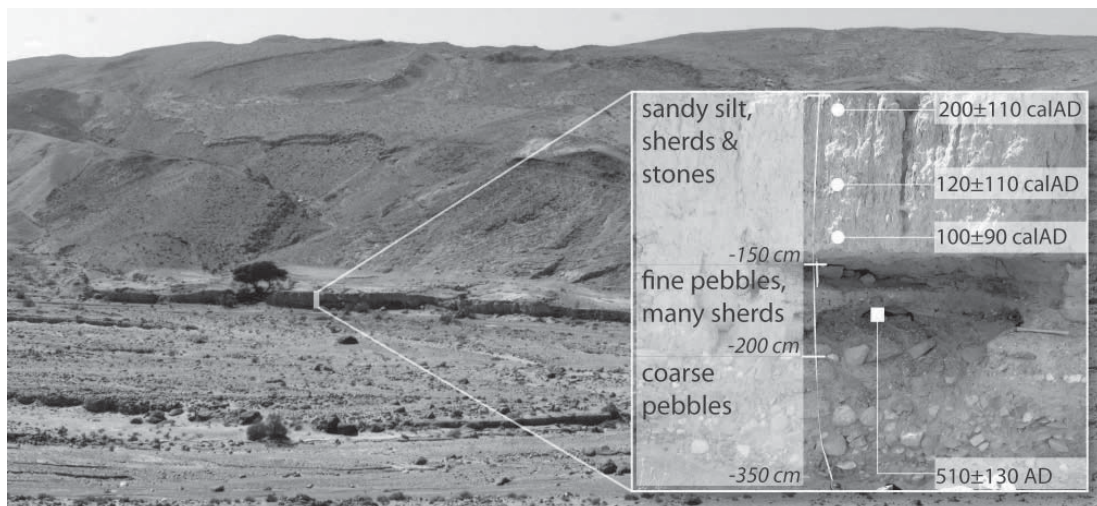 sandy silt,
sherds &
stones
200±110 calAD
120±110 calAD
100±90 calAD
-150 cm
fine pebbles,
many sherds
-200 cm
coarse
pebbles
-350 cm
510±130 AD